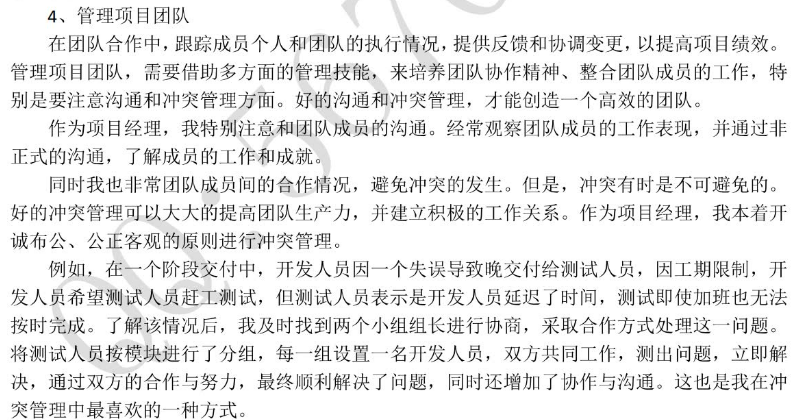 4、管理项目团队
在团队合作中，跟踪成员个人和团队的执行情况，提供反馈和协调变更，以提高项目绩效。
管理项目团队，需要借助多方面的管理技能，来培养团队协作精神、整合团队成员的工作，特
别是要注意沟通和冲突管理方面。好的沟通和冲突管理，才能创造一个高效的团队。
作为项目经理，我特别注意和团队成员的沟通。经常观察团队成员的工作表现，并通过非
正式的沟通，了解成员的工作和成就。
同时我也非常团队成员间的合作情况，避免冲突的发生。但是，冲突有时是不可避免的。
好的冲突管理可以大大的提高团队生产力，并建立积极的工作关系。作为项目经理，我本着开
诚布公、公正客观的原则进行冲突管理。
例如，在一个阶段交付中，开发人员因一个失误导致晚交付给测试人员，因工期限制，开
发人员希望测试人员赶工测试，但测试人员表示是开发人员延迟了时间，测试即使加班也无法
按时完成。了解该情况后，我及时找到两个小组组长进行协商，采取合作方式处理这一问题。
将测试人员按模块进行了分组，每一组设置一名开发人员，双方共同工作，测出问题，立即解
决，通过双方的合作与努力，最终顺利解决了问题，同时还增加了协作与沟通。这也是我在冲
突管理中最喜欢的一种方式。